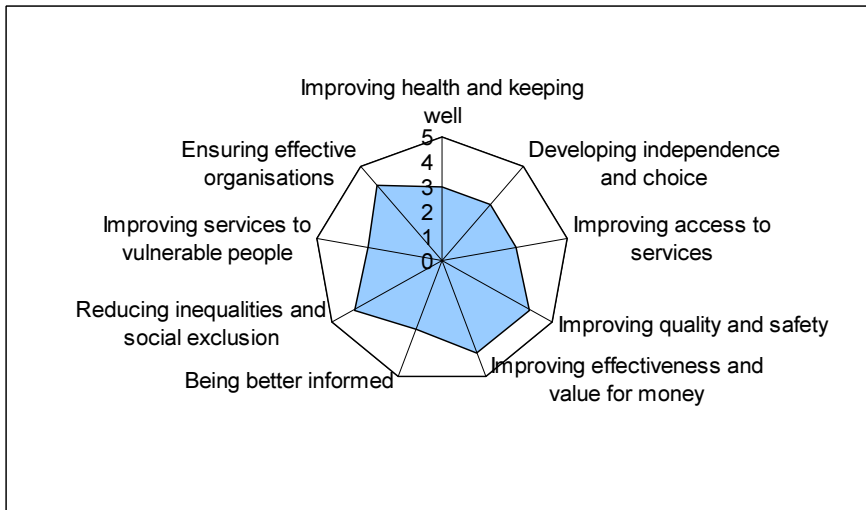 Improving health and keeping
well
Developing independence
and choice
Improving access to
services
Improving quality and safety
Improving effectiveness and
value for money
Being better informed
Reducing inequalities and
social exclusion
Improving services to
vulnerable people
Ensuring effective
organisations
5
4
3
2
1
0